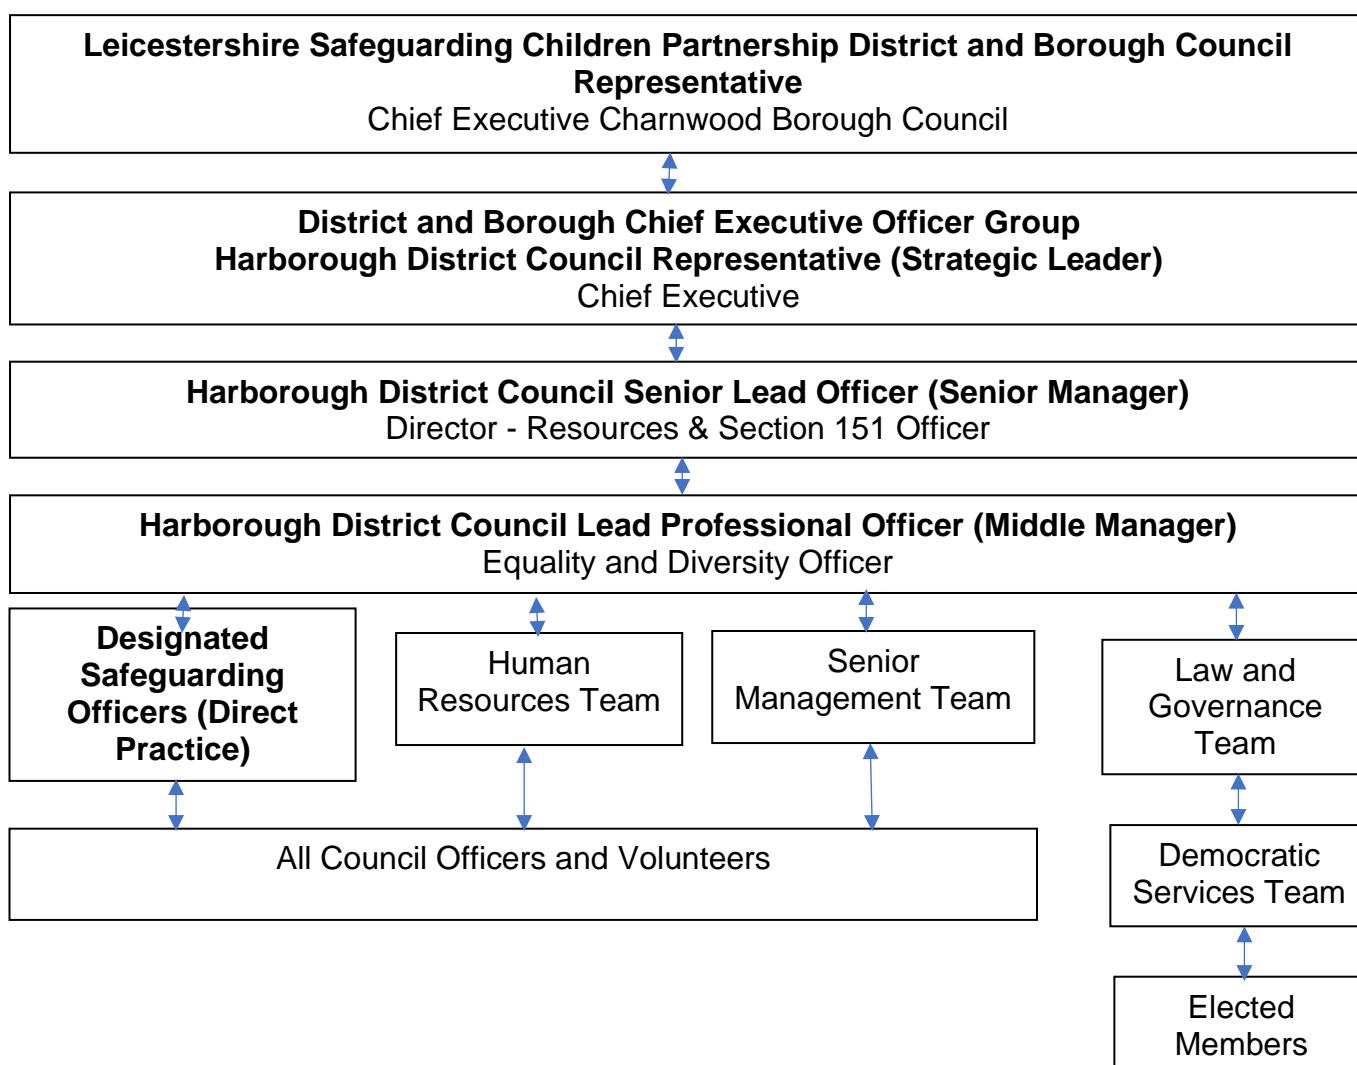 Leicestershire Safeguarding Children Partnership District and Borough Council
Representative
Chief Executive Charnwood Borough Council
District and Borough Chief Executive Officer Group
Harborough District Council Representative (Strategic Leader)
Chief Executive
Harborough District Council Senior Lead Officer (Senior Manager)
Director - Resources & Section 151 Officer
Harborough District Council Lead Professional Officer (Middle Manager)
Equality and Diversity Officer
Designated
Safeguarding
Officers (Direct
Practice)
Human
Resources Team
Senior
Management Team
Law and
Governance
Team
All Council Officers and Volunteers
Democratic
Services Team
Elected
Members